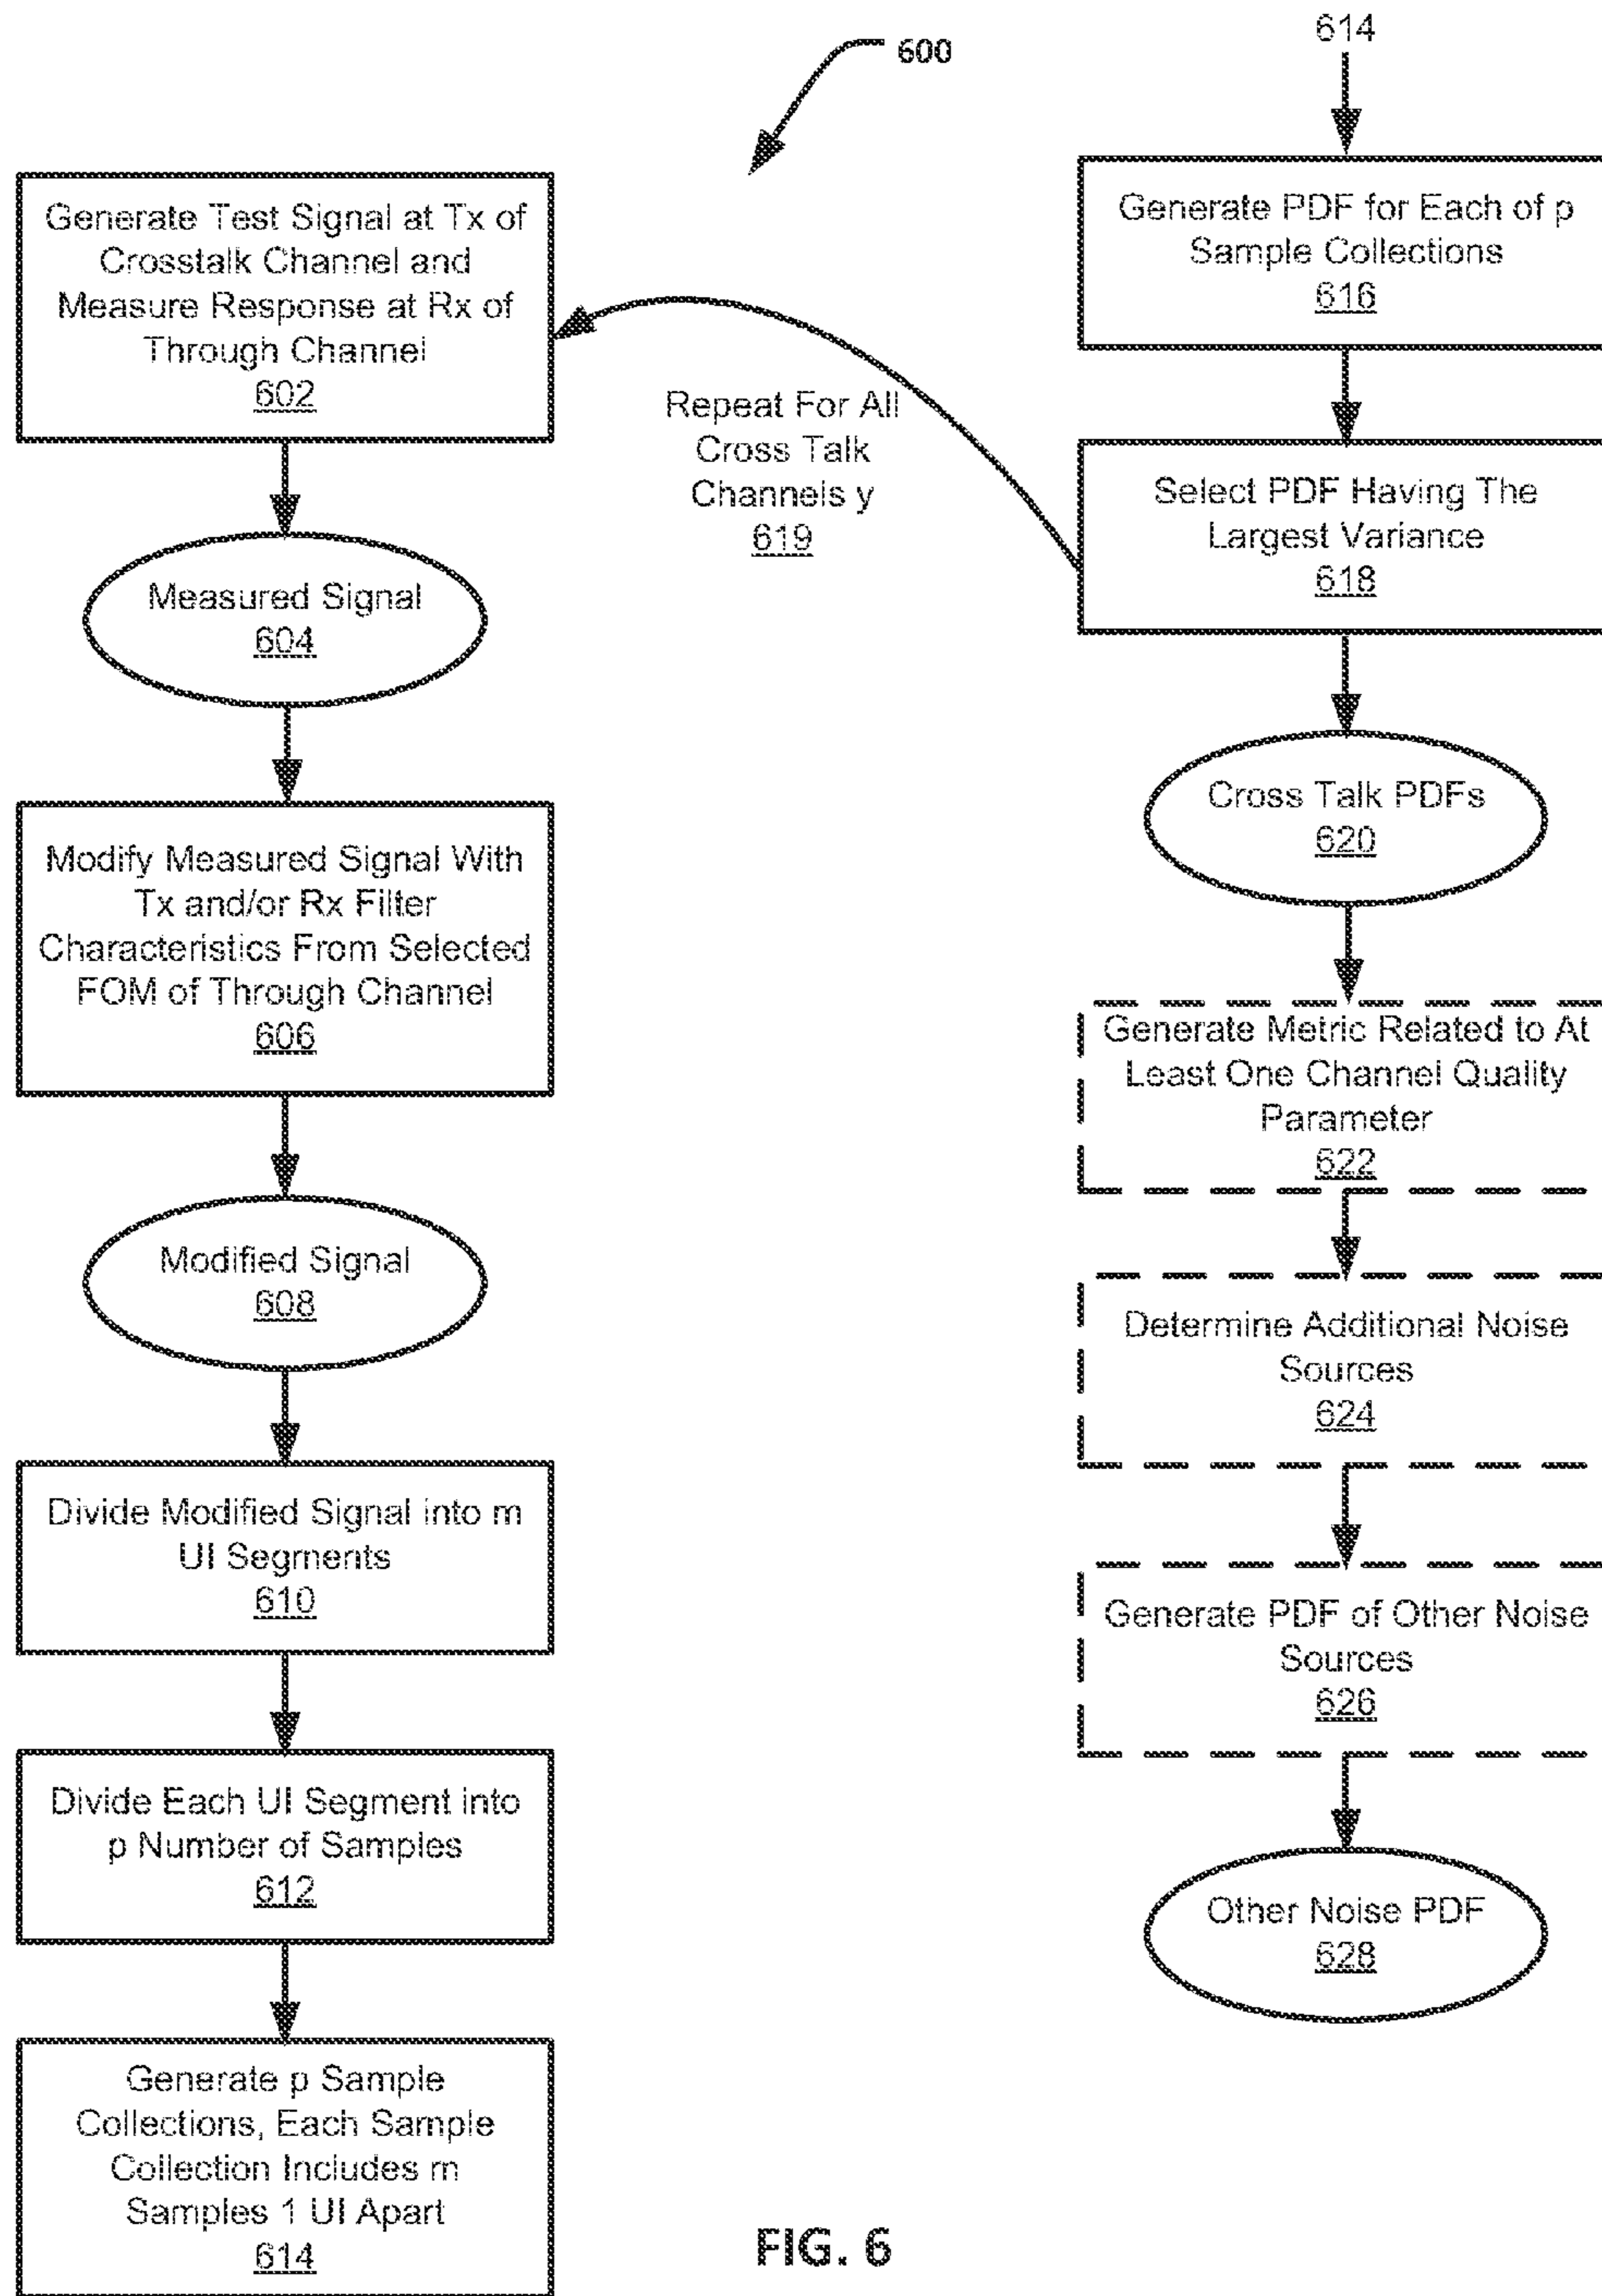 600
Generate Test Signal at Tx of
Crosstalk Channel and
Measure Response at Rx of
Through Channel
602
Measured Signal
604
Modify Measured Signal With
Tx and/or Rx Filter
Characteristics From Selected
FOM of Through Channel
606
Modified Signal
608
Divide Modified Signal into m
UI Segments
610
Divide Each UI Segment into
p Number of Samples
612
Generate p Sample
Collections, Each Sample
Collection Includes m
Samples 1 UI Apart
614
614
Generate PDF for Each of p
Sample Collections
616
Select PDF Having The
Largest Variance
618
Repeat For All
Cross Talk
Channels y
619
Cross Talk PDFs
620
Generate Metric Related to At
Least One Channel Quality
Parameter
622
Determine Additional Noise
Sources
624
Generate PDF of Other Noise
Sources
626
Other Noise PDF
628
FIG. 6